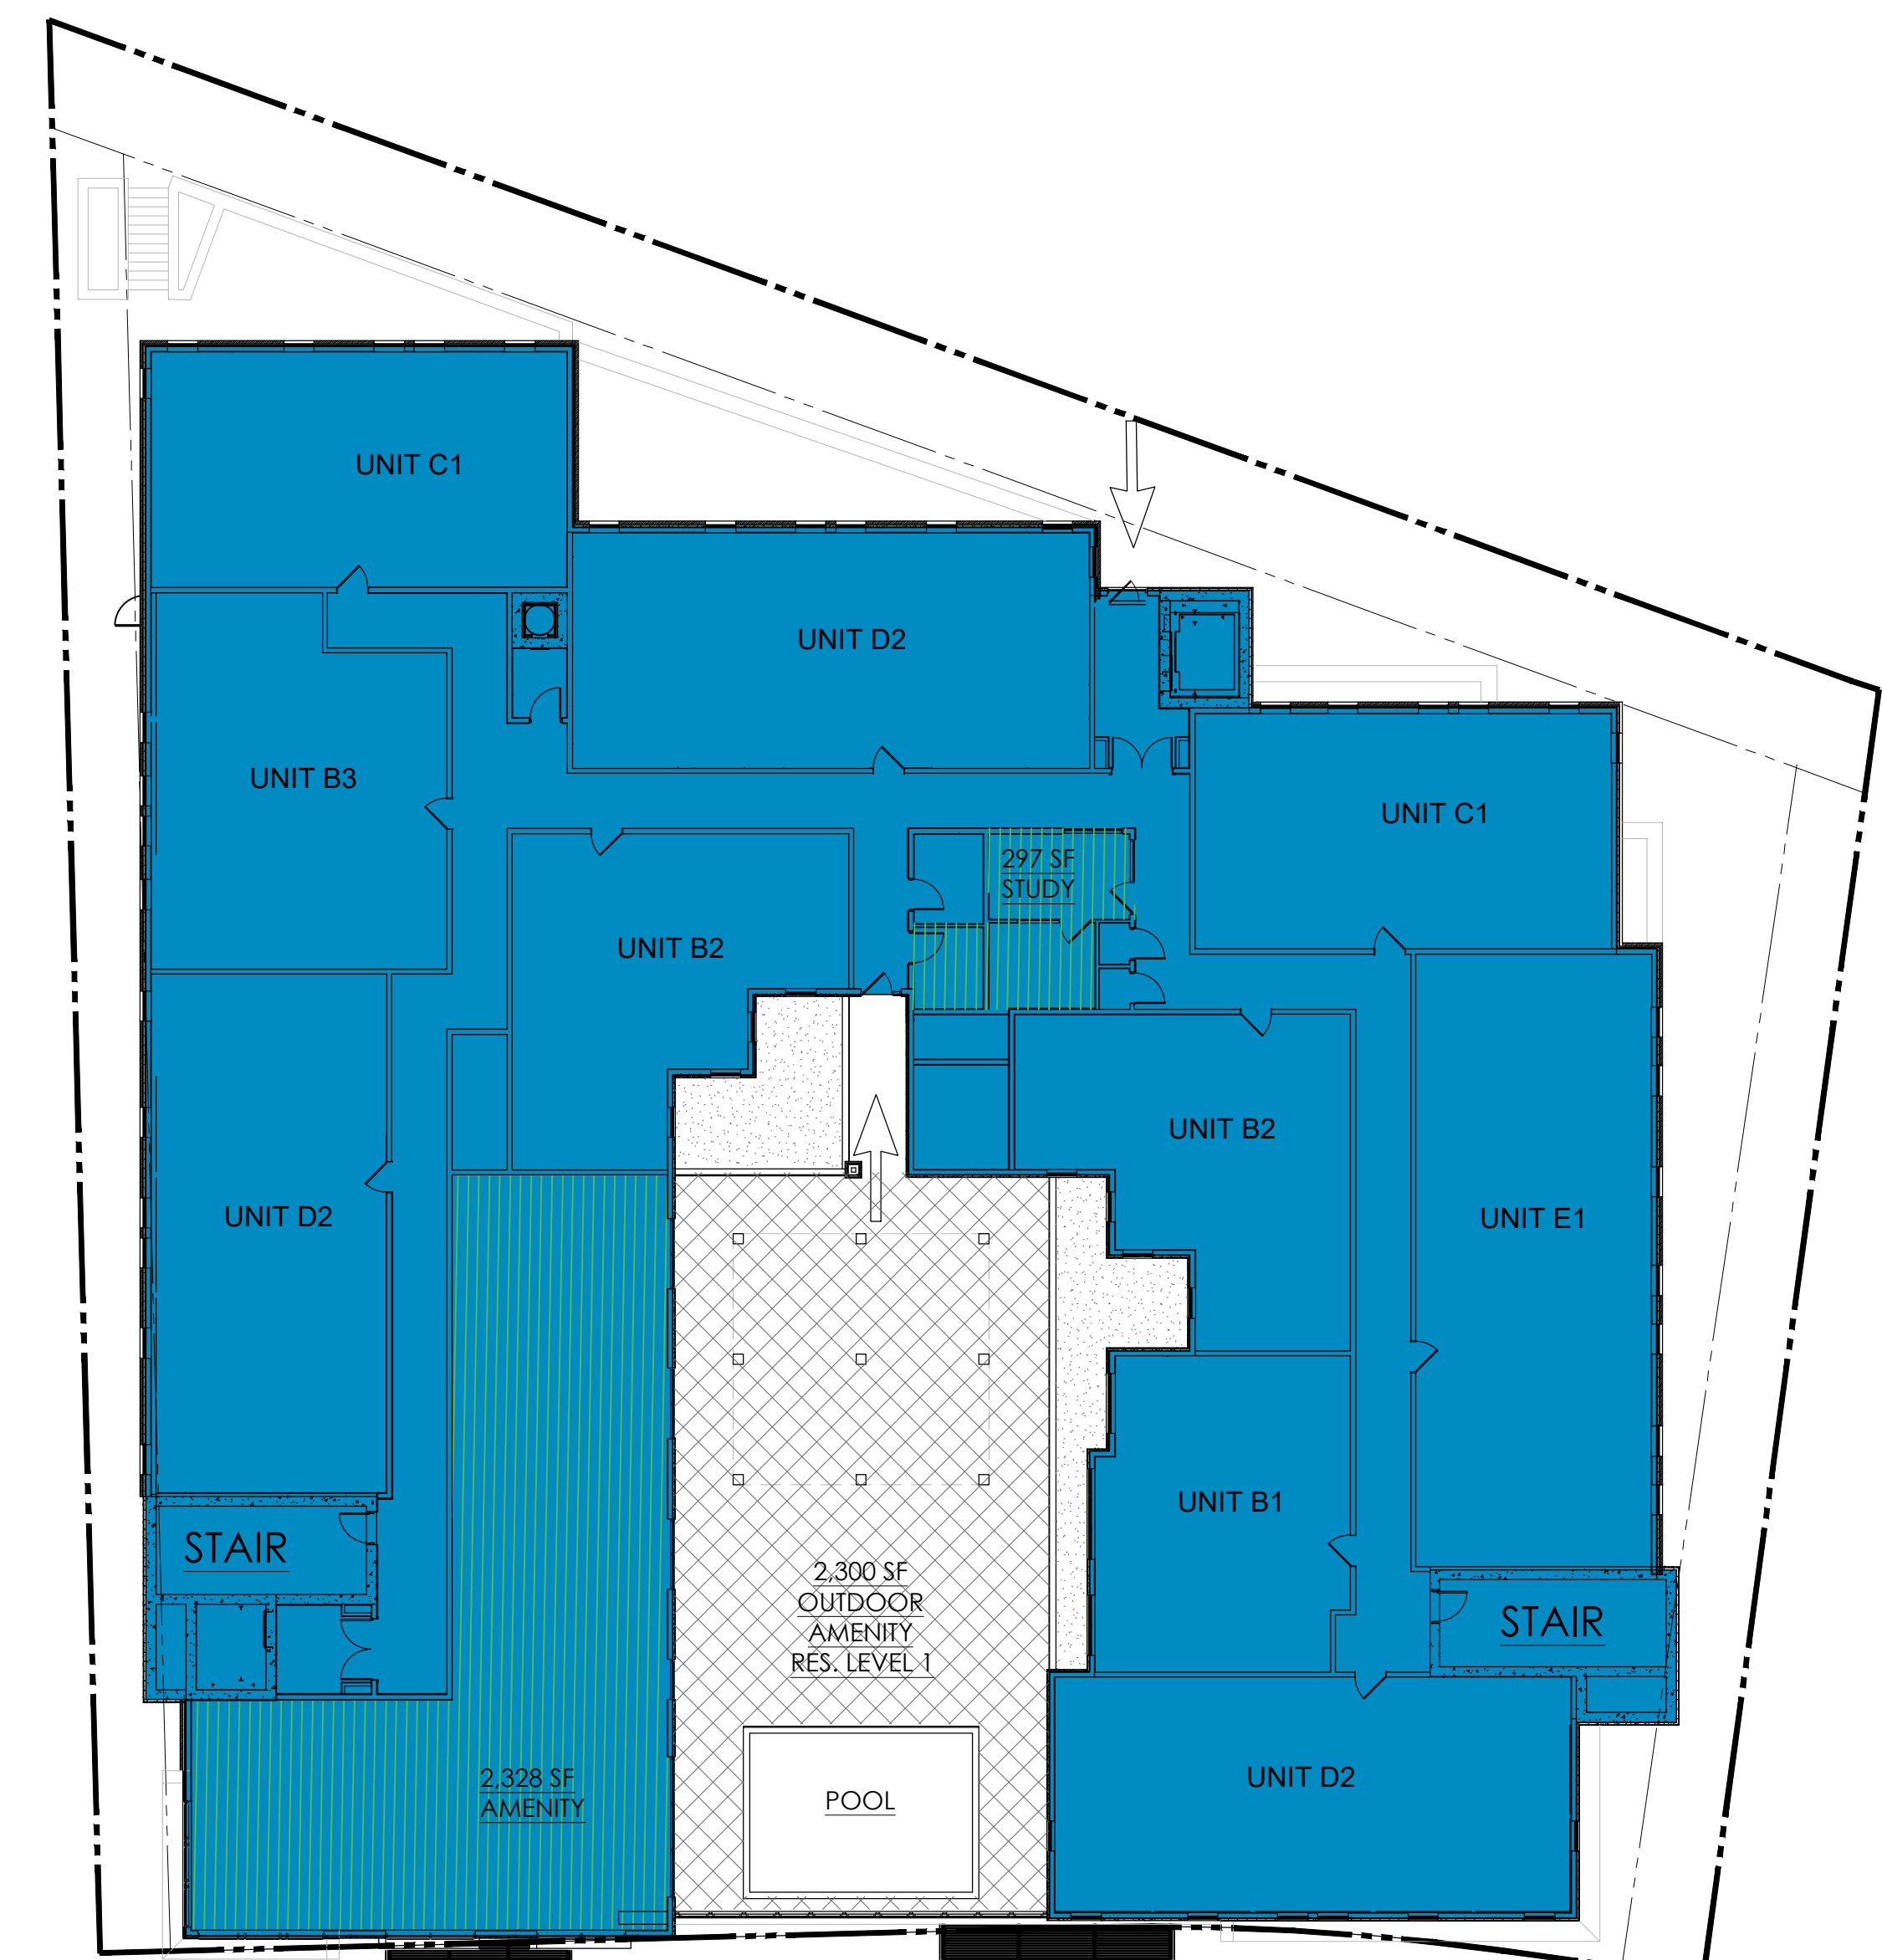 UNIT C1
UNIT D2
UNIT B3
UNIT C1
297 SF
STUDY
UNIT B2
UNIT B2
UNIT D2
UNIT E1
UNIT B1
STAIR
2,300 SF
OUTDOOR
AMENITY
RES. LEVEL 1
STAIR
2,328 SF
AMENITY
POOL
UNIT D2